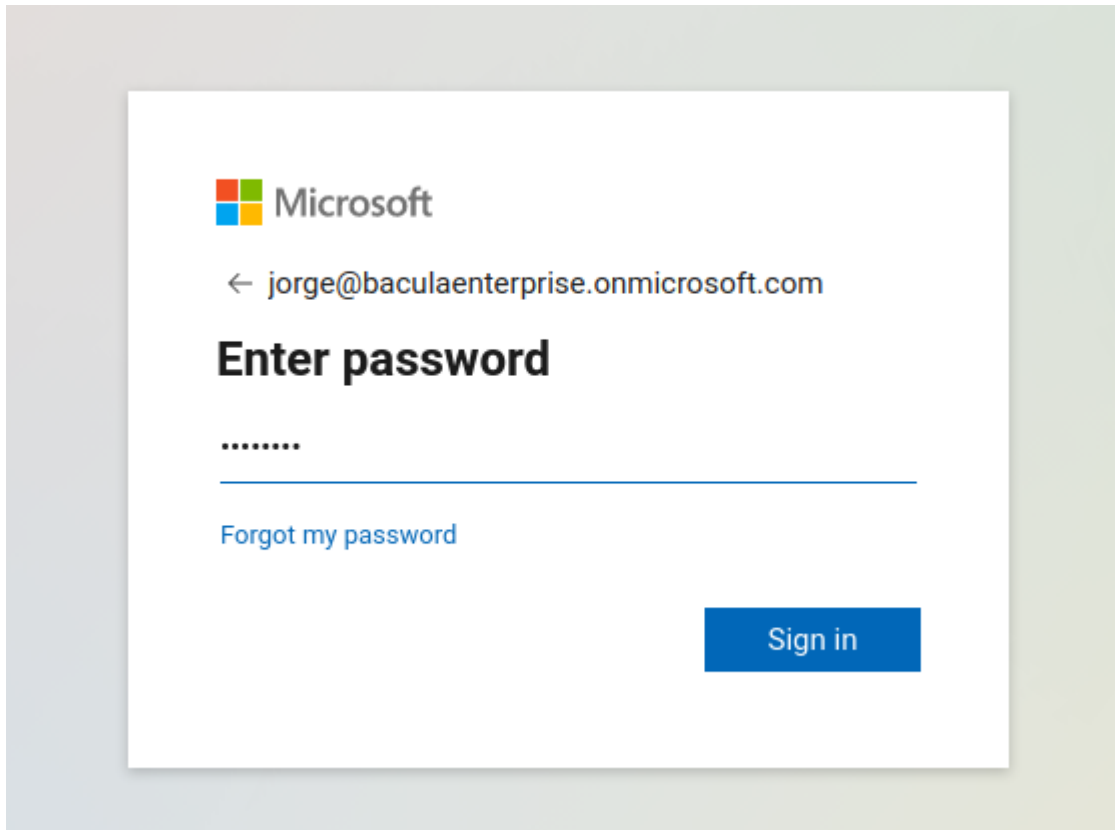 Microsoft
← jorge@baculaenterprise.onmicrosoft.com
Enter password
••••••••
Forgot my password
Sign in